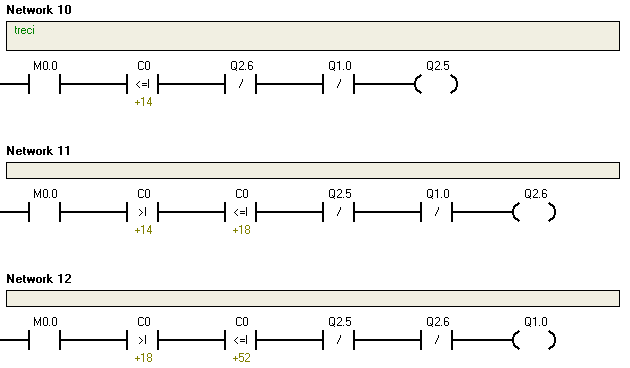 Network 10
treci
M0.0 C0 Q2.6 Q1.0 Q2.5
<=I / /
+14
Network 11
M0.0 C0 C0 Q2.5 Q1.0 Q2.6
>I <=I / /
+14 +18
Network 12
M0.0 C0 C0 Q2.5 Q2.6 Q1.0
>I <=I / /
+18 +52